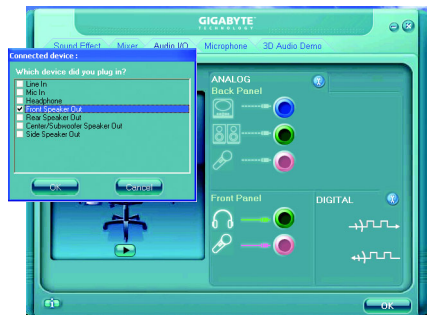 GIGABYTE
TECHNOLOGY
Sound Effect Mixer Audio I/O Microphone 3D Audio Demo
Connected device :
Which device did you plug in?
Line In
Mic In
Headphone
Front Speaker Out
Rear Speaker Out
Center/Subwoofer Speaker Out
Side Speaker Out
OK Cancel
ANALOG
Back Panel
Front Panel
DIGITAL
OK